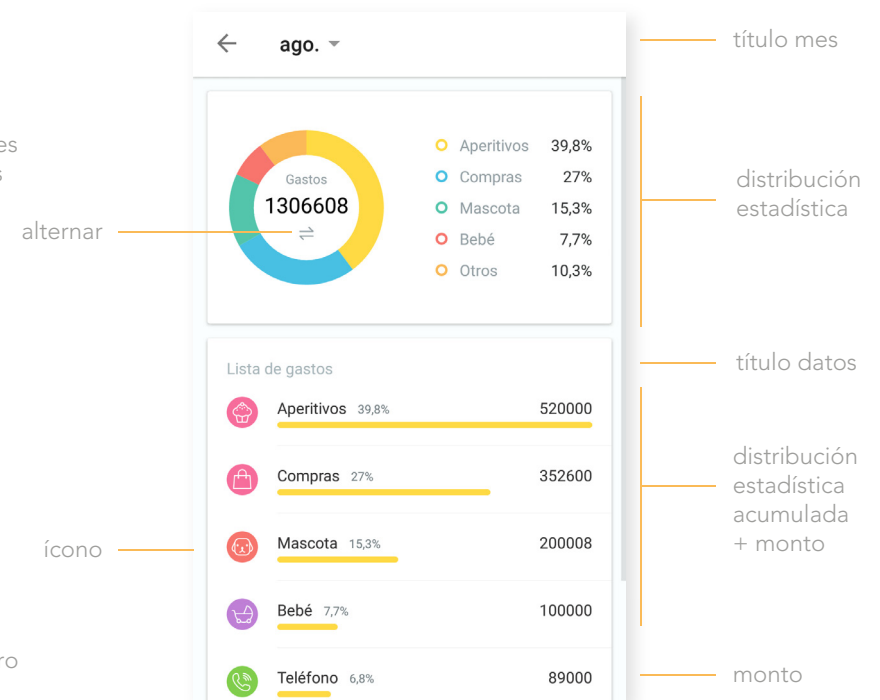 ago.
título mes
Gastos
1306608
Aperitivos 39,8%
Compras 27%
Mascota 15,3%
Bebé 7,7%
Otros 10,3%
alternar
distribución
estadística
Lista de gastos
título datos
Aperitivos 39,8% 520000
Compras 27% 352600
Mascota 15,3% 200008
Bebé 7,7% 100000
Teléfono 6,8% 89000
distribución
estadística
acumulada
+ monto
ícono
monto